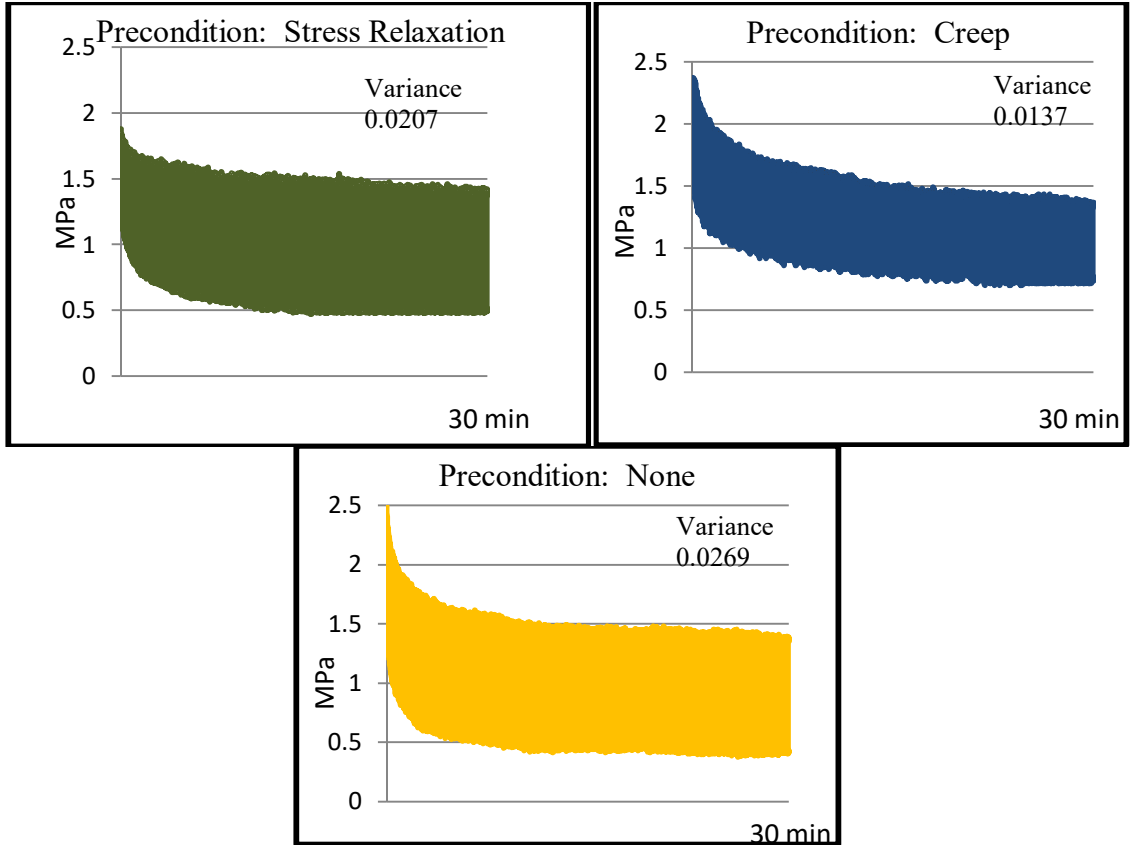 Precondition: Stress Relaxation
2.5
Variance
0.0207
2
1.5
MPa
1
0.5
0
30 min
Precondition: Creep
2.5
Variance
0.0137
2
1.5
MPa
1
0.5
0
30 min
Precondition: None
2.5
Variance
0.0269
2
1.5
MPa
1
0.5
0
30 min